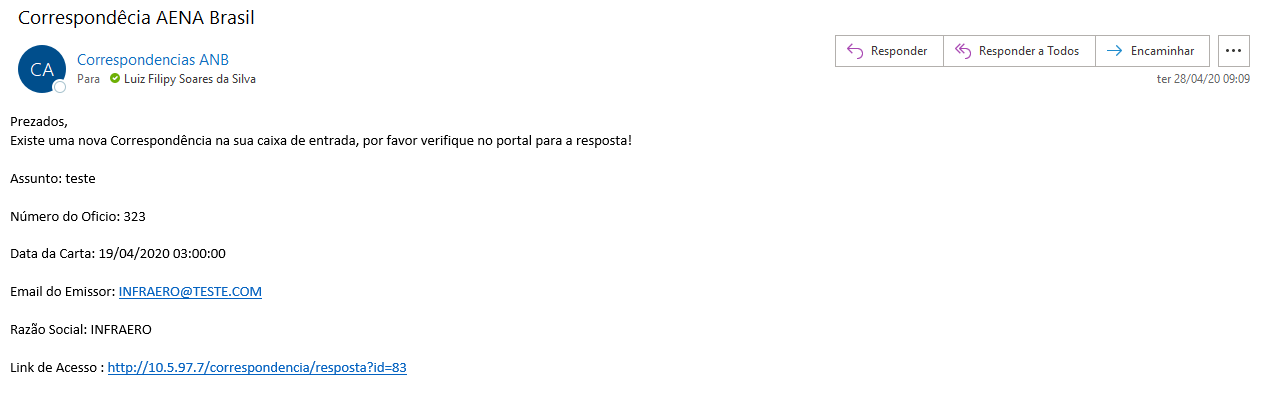 Correspondêcia AENA Brasil
CA
Correspondencias ANB
Para Luiz Filipy Soares da Silva
Responder
Responder a Todos
Encaminhar
ter 28/04/20 09:09
Prezados,
Existe uma nova Correspondência na sua caixa de entrada, por favor verifique no portal para a resposta!
Assunto: teste
Número do Oficio: 323
Data da Carta: 19/04/2020 03:00:00
Email do Emissor: INFRAERO@TESTE.COM
Razão Social: INFRAERO
Link de Acesso : http://10.5.97.7/correspondencia/resposta?id=83